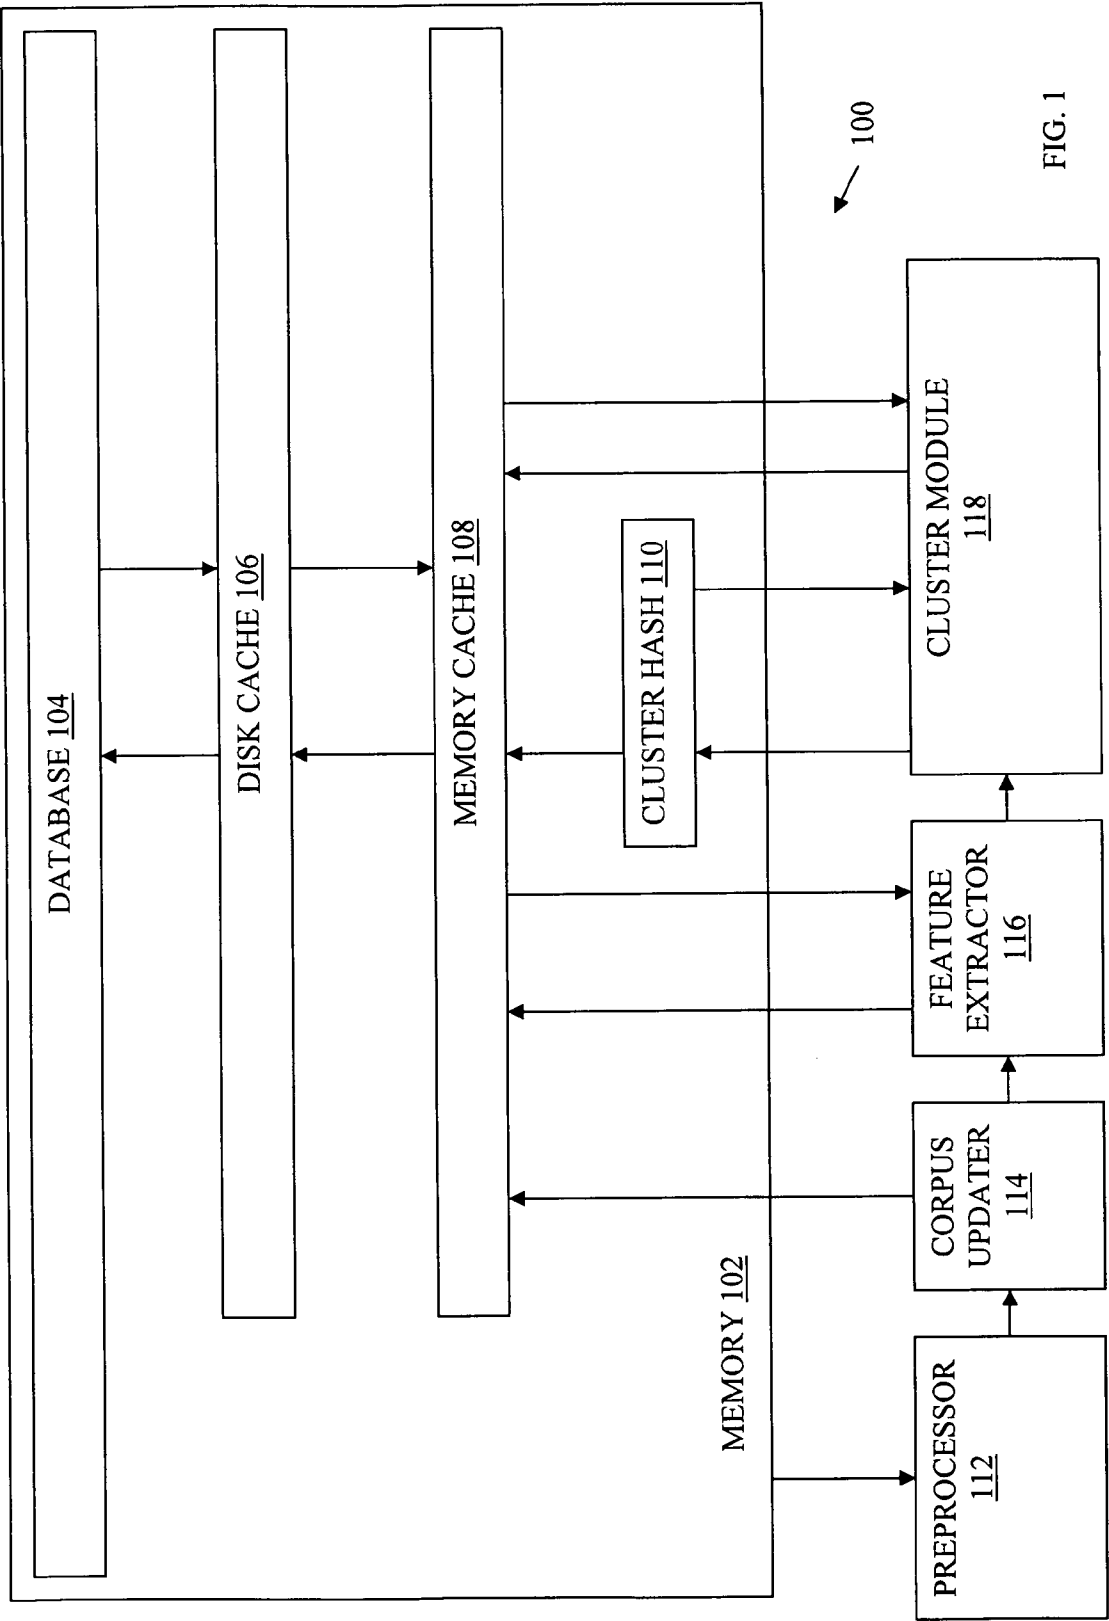 DATABASE 104
DISK CACHE 106
MEMORY CACHE 108
CLUSTER HASH 110
MEMORY 102
PREPROCESSOR
112
CORPUS
UPDATER
114
FEATURE
EXTRACTOR
116
CLUSTER MODULE
118
100
FIG. 1